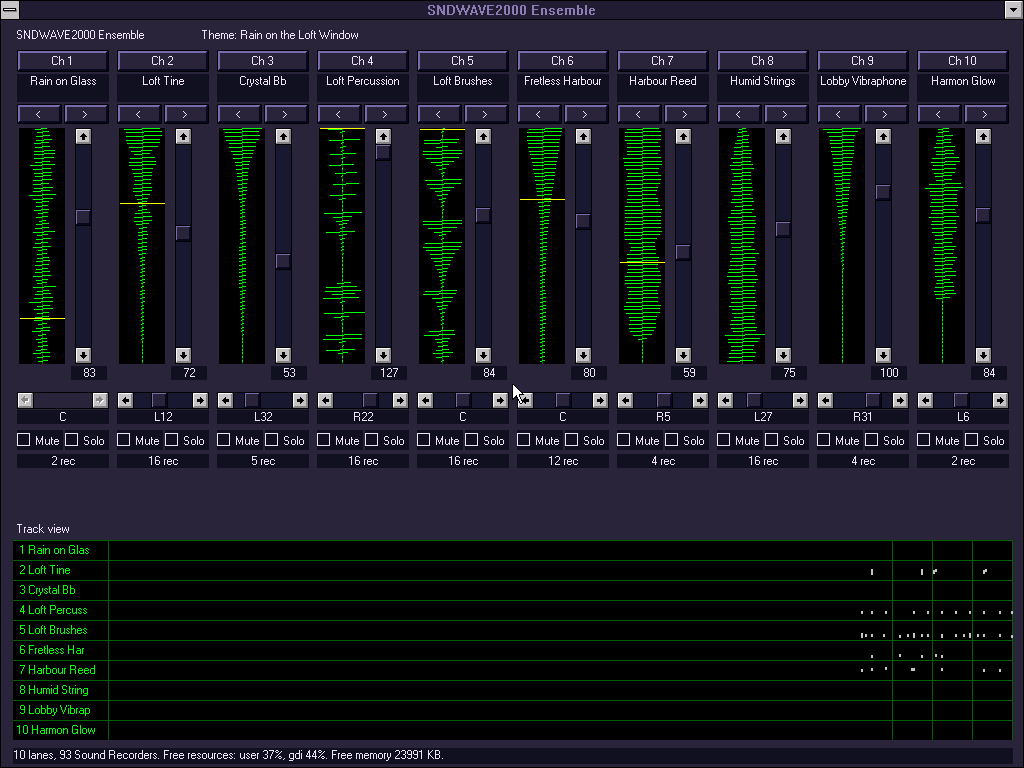 SNDWAVE2000 Ensemble
SNDWAVE2000 Ensemble Theme: Rain on the Loft Window
Ch 1 Ch 2 Ch 3 Ch 4 Ch 5 Ch 6 Ch 7 Ch 8 Ch 9 Ch 10
Rain on Glass Loft Tine Crystal Bb Loft Percussion Loft Brushes Fretless Harbour Harbour Reed Humid Strings Lobby Vibraphone Harmon Glow
< > < > < > < > < > < > < > < > < > < >
83 72 53 127 84 80 59 75 100 84
C L12 L32 R22 C C R5 L27 R31 L6
Mute Solo Mute Solo Mute Solo Mute Solo Mute Solo Mute Solo Mute Solo Mute Solo Mute Solo Mute Solo
2 rec 16 rec 5 rec 16 rec 16 rec 12 rec 4 rec 16 rec 4 rec 2 rec
Track view
1 Rain on Glas
2 Loft Tine
3 Crystal Bb
4 Loft Percuss
5 Loft Brushes
6 Fretless Har
7 Harbour Reed
8 Humid String
9 Lobby Vibrap
10 Harmon Glow
10 lanes, 93 Sound Recorders. Free resources: user 37%, gdi 44%. Free memory 23991 KB.